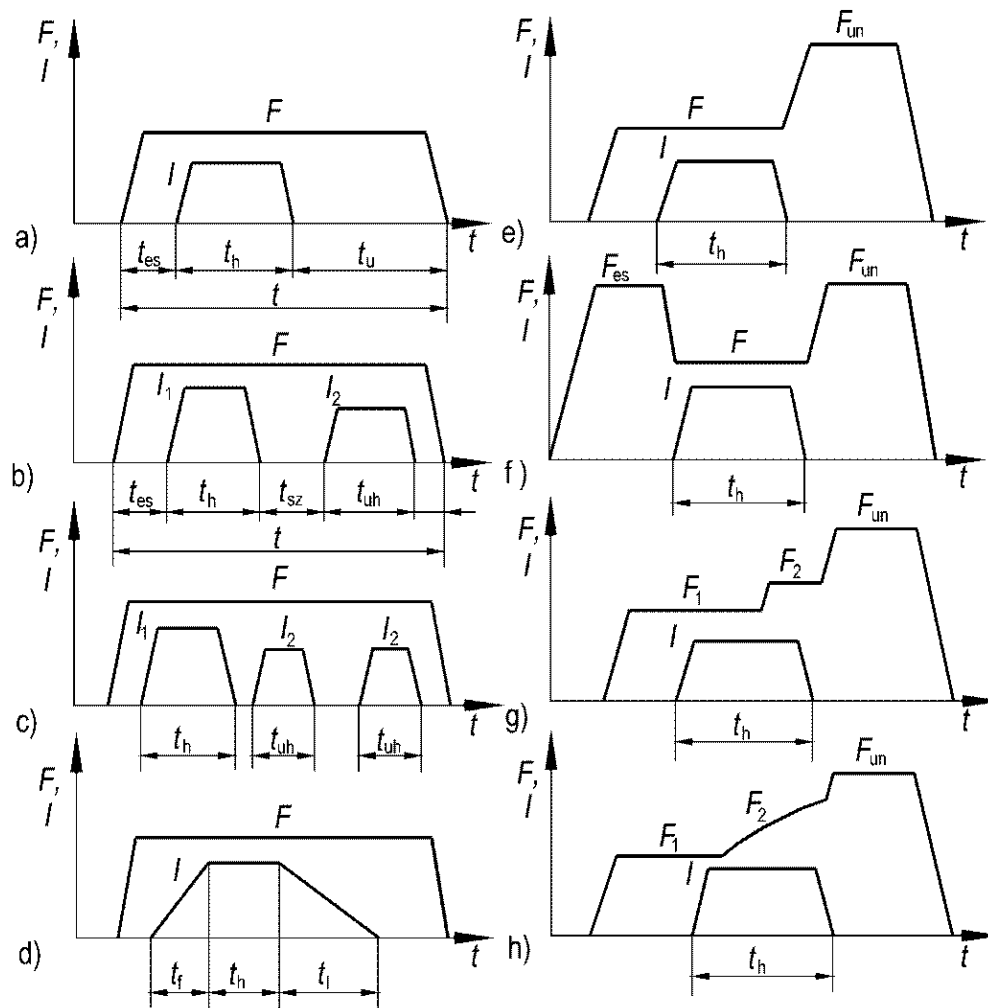 F,
I
F
I
t
a)
t_es
t_h
t_u
t
F,
I
F
I_1
I_2
t
b)
t_es
t_h
t_sz
t_uh
t
F,
I
F
I_1
I_2
I_2
t
c)
t_h
t_uh
t_uh
F,
I
F
I
t
d)
t_f
t_h
t_l
F,
I
F_un
F
I
t
e)
t_h
F,
I
F_es
F_un
F
I
t
f)
t_h
F,
I
F_un
F_2
F_1
I
t
g)
t_h
F,
I
F_un
F_2
F_1
I
t
h)
t_h